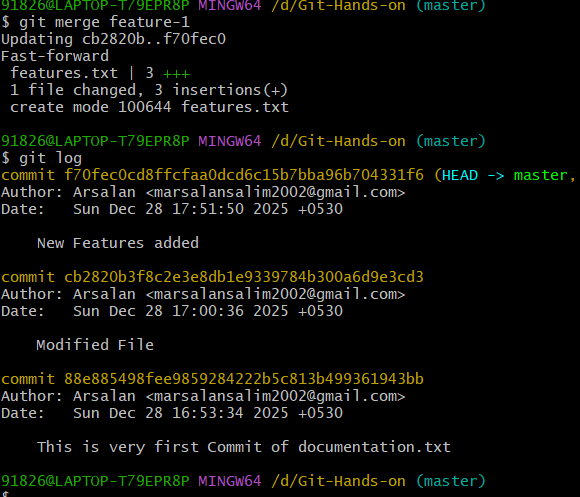 91826@LAPTOP-T79EPR8P MINGW64 /d/Git-Hands-on (master)
$ git merge feature-1
Updating cb2820b..f70fec0
Fast-forward
 features.txt | 3 +++
 1 file changed, 3 insertions(+)
 create mode 100644 features.txt

91826@LAPTOP-T79EPR8P MINGW64 /d/Git-Hands-on (master)
$ git log
commit f70fec0cd8ffcfaa0dcd6c15b7bba96b704331f6 (HEAD -> master,
Author: Arsalan <marsalansalim2002@gmail.com>
Date:   Sun Dec 28 17:51:50 2025 +0530

    New Features added

commit cb2820b3f8c2e3e8db1e9339784b300a6d9e3cd3
Author: Arsalan <marsalansalim2002@gmail.com>
Date:   Sun Dec 28 17:00:36 2025 +0530

    Modified File

commit 88e885498fee9859284222b5c813b499361943bb
Author: Arsalan <marsalansalim2002@gmail.com>
Date:   Sun Dec 28 16:53:34 2025 +0530

    This is very first Commit of documentation.txt

91826@LAPTOP-T79EPR8P MINGW64 /d/Git-Hands-on (master)
$